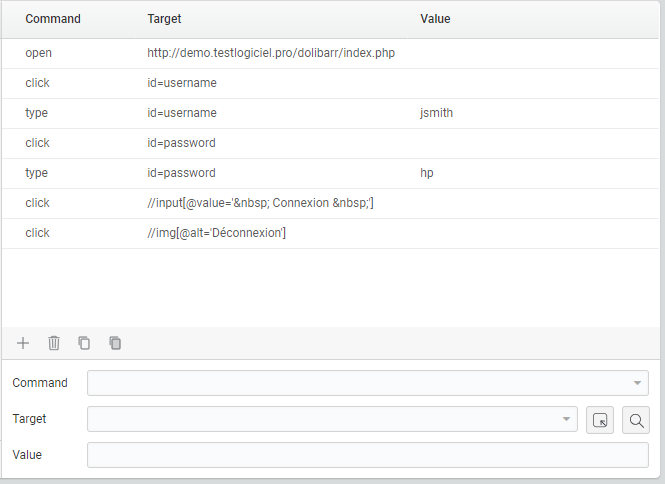 Command Target Value
open http://demo.testlogiciel.pro/dolibarr/index.php
click id=username
type id=username jsmith
click id=password
type id=password hp
click //input[@value='&nbsp; Connexion &nbsp;']
click //img[@alt='Déconnexion']
Command
Target
Value